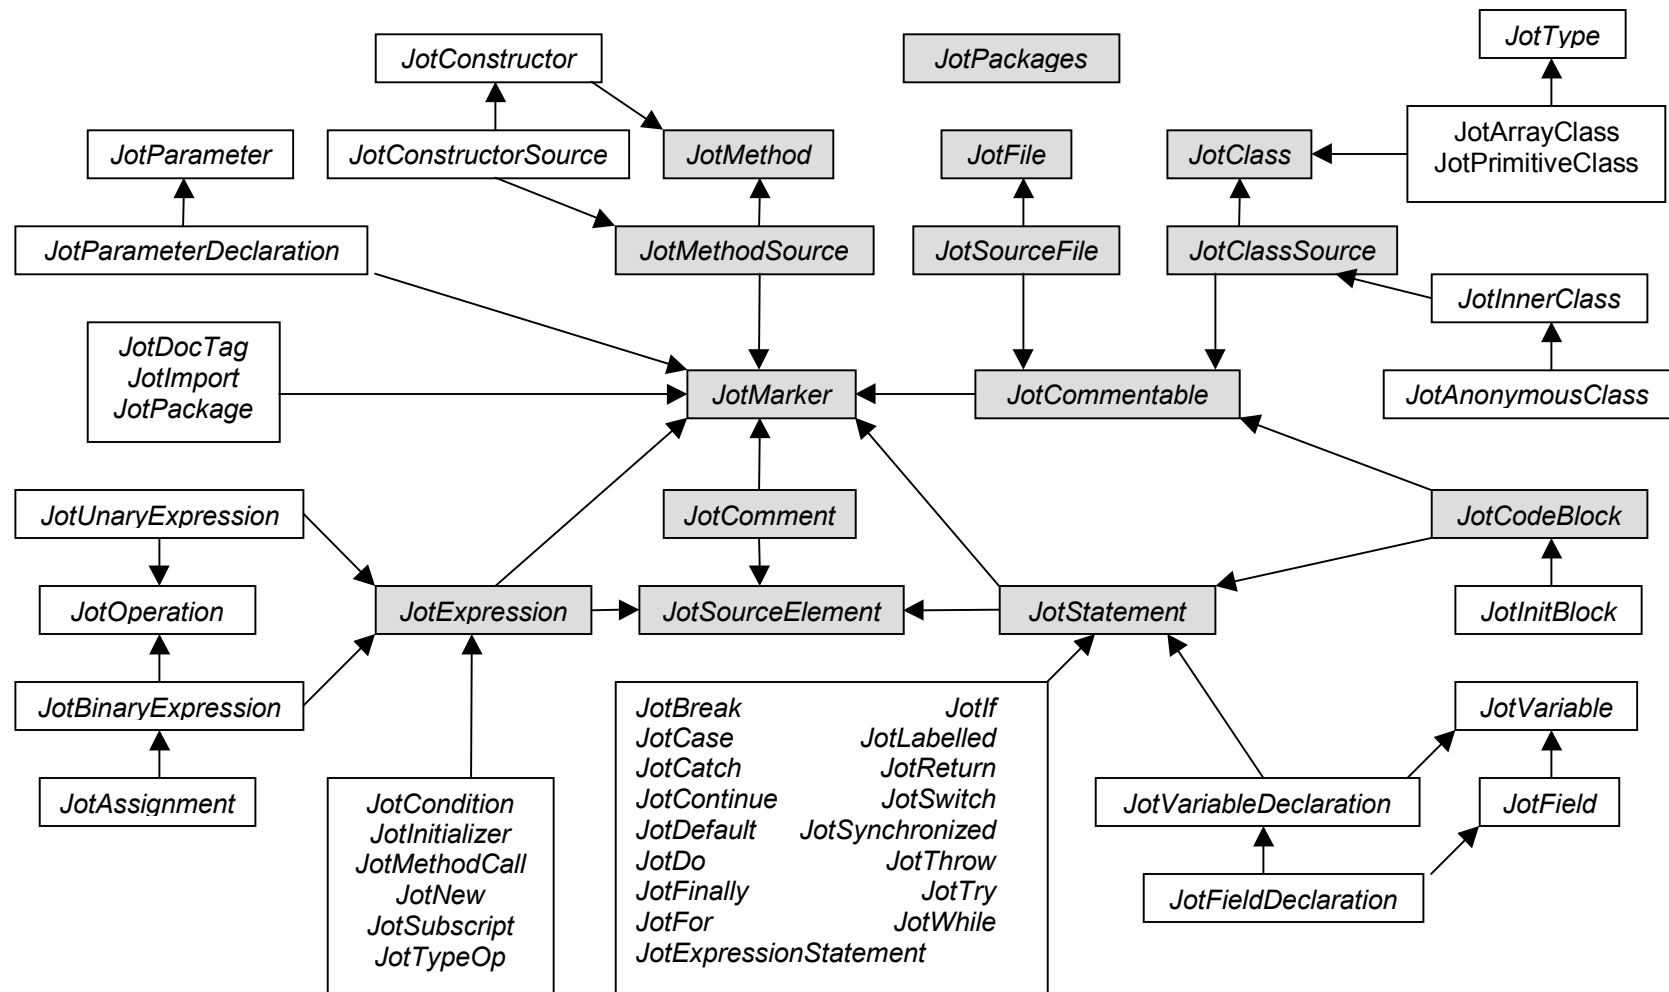 JotType
JotConstructor
JotPackages
JotArrayClass
JotPrimitiveClass
JotParameter
JotConstructorSource
JotMethod
JotFile
JotClass
JotParameterDeclaration
JotMethodSource
JotSourceFile
JotClassSource
JotInnerClass
JotDocTag
JotImport
JotPackage
JotMarker
JotCommentable
JotAnonymousClass
JotUnaryExpression
JotComment
JotCodeBlock
JotOperation
JotExpression
JotSourceElement
JotStatement
JotInitBlock
JotBinaryExpression
JotVariable
JotAssignment
JotCondition
JotInitializer
JotMethodCall
JotNew
JotSubscript
JotTypeOp
JotBreak JotIf
JotCase JotLabelled
JotCatch JotReturn
JotContinue JotSwitch
JotDefault JotSynchronized
JotDo JotThrow
JotFinally JotTry
JotFor JotWhile
JotExpressionStatement
JotVariableDeclaration
JotField
JotFieldDeclaration